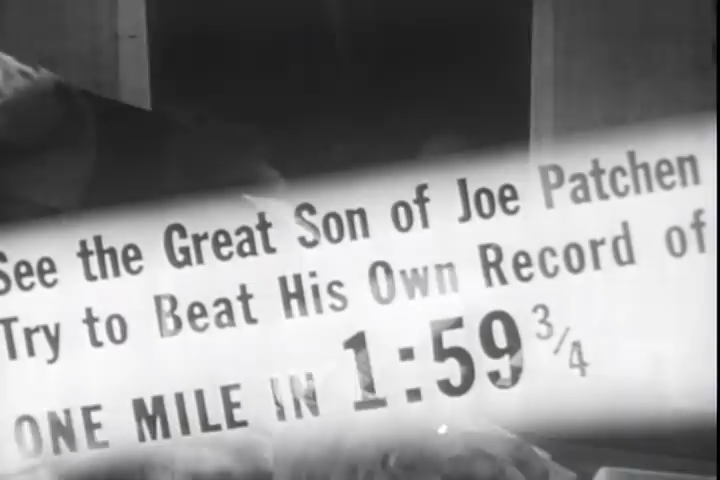 See the Great Son of Joe Patchen
Try to Beat His Own Record of
ONE MILE IN 1:59 3/4